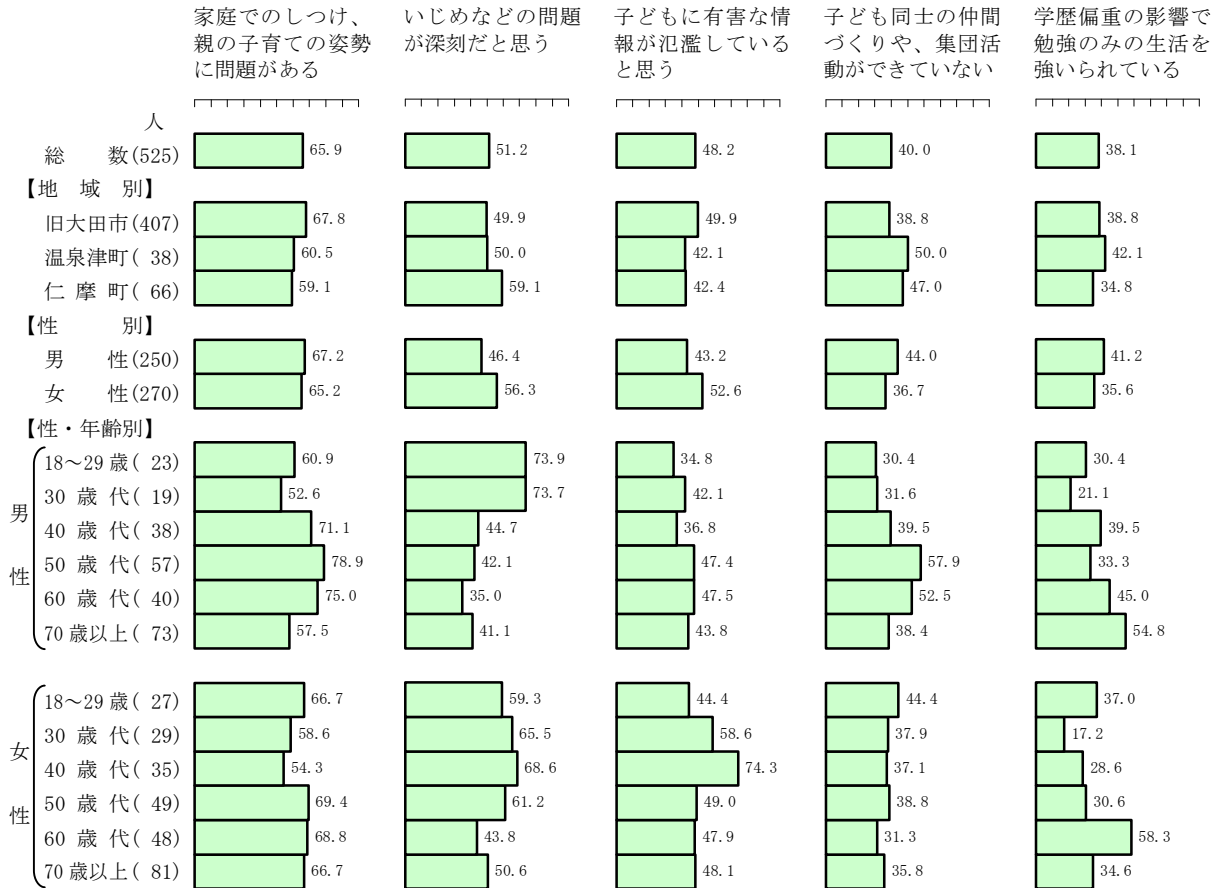 家庭でのしつけ、
親の子育ての姿勢
に問題がある
いじめなどの問題
が深刻だと思う
子どもに有害な情
報が氾濫している
と思う
子ども同士の仲間
づくりや、集団活
動ができていない
学歴偏重の影響で
勉強のみの生活を
強いられている
人
総 数(525) 65.9 51.2 48.2 40.0 38.1
【地 域 別】
旧大田市(407) 67.8 49.9 49.9 38.8 38.8
温泉津町( 38) 60.5 50.0 42.1 50.0 42.1
仁 摩 町( 66) 59.1 59.1 42.4 47.0 34.8
【性 別】
男 性(250) 67.2 46.4 43.2 44.0 41.2
女 性(270) 65.2 56.3 52.6 36.7 35.6
【性・年齢別】
男性
18～29 歳( 23) 60.9 73.9 34.8 30.4 30.4
30 歳 代( 19) 52.6 73.7 42.1 31.6 21.1
40 歳 代( 38) 71.1 44.7 36.8 39.5 39.5
50 歳 代( 57) 78.9 42.1 47.4 57.9 33.3
60 歳 代( 40) 75.0 35.0 47.5 52.5 45.0
70 歳以上( 73) 57.5 41.1 43.8 38.4 54.8
女性
18～29 歳( 27) 66.7 59.3 44.4 44.4 37.0
30 歳 代( 29) 58.6 65.5 58.6 37.9 17.2
40 歳 代( 35) 54.3 68.6 74.3 37.1 28.6
50 歳 代( 49) 69.4 61.2 49.0 38.8 30.6
60 歳 代( 48) 68.8 43.8 47.9 31.3 58.3
70 歳以上( 81) 66.7 50.6 48.1 35.8 34.6